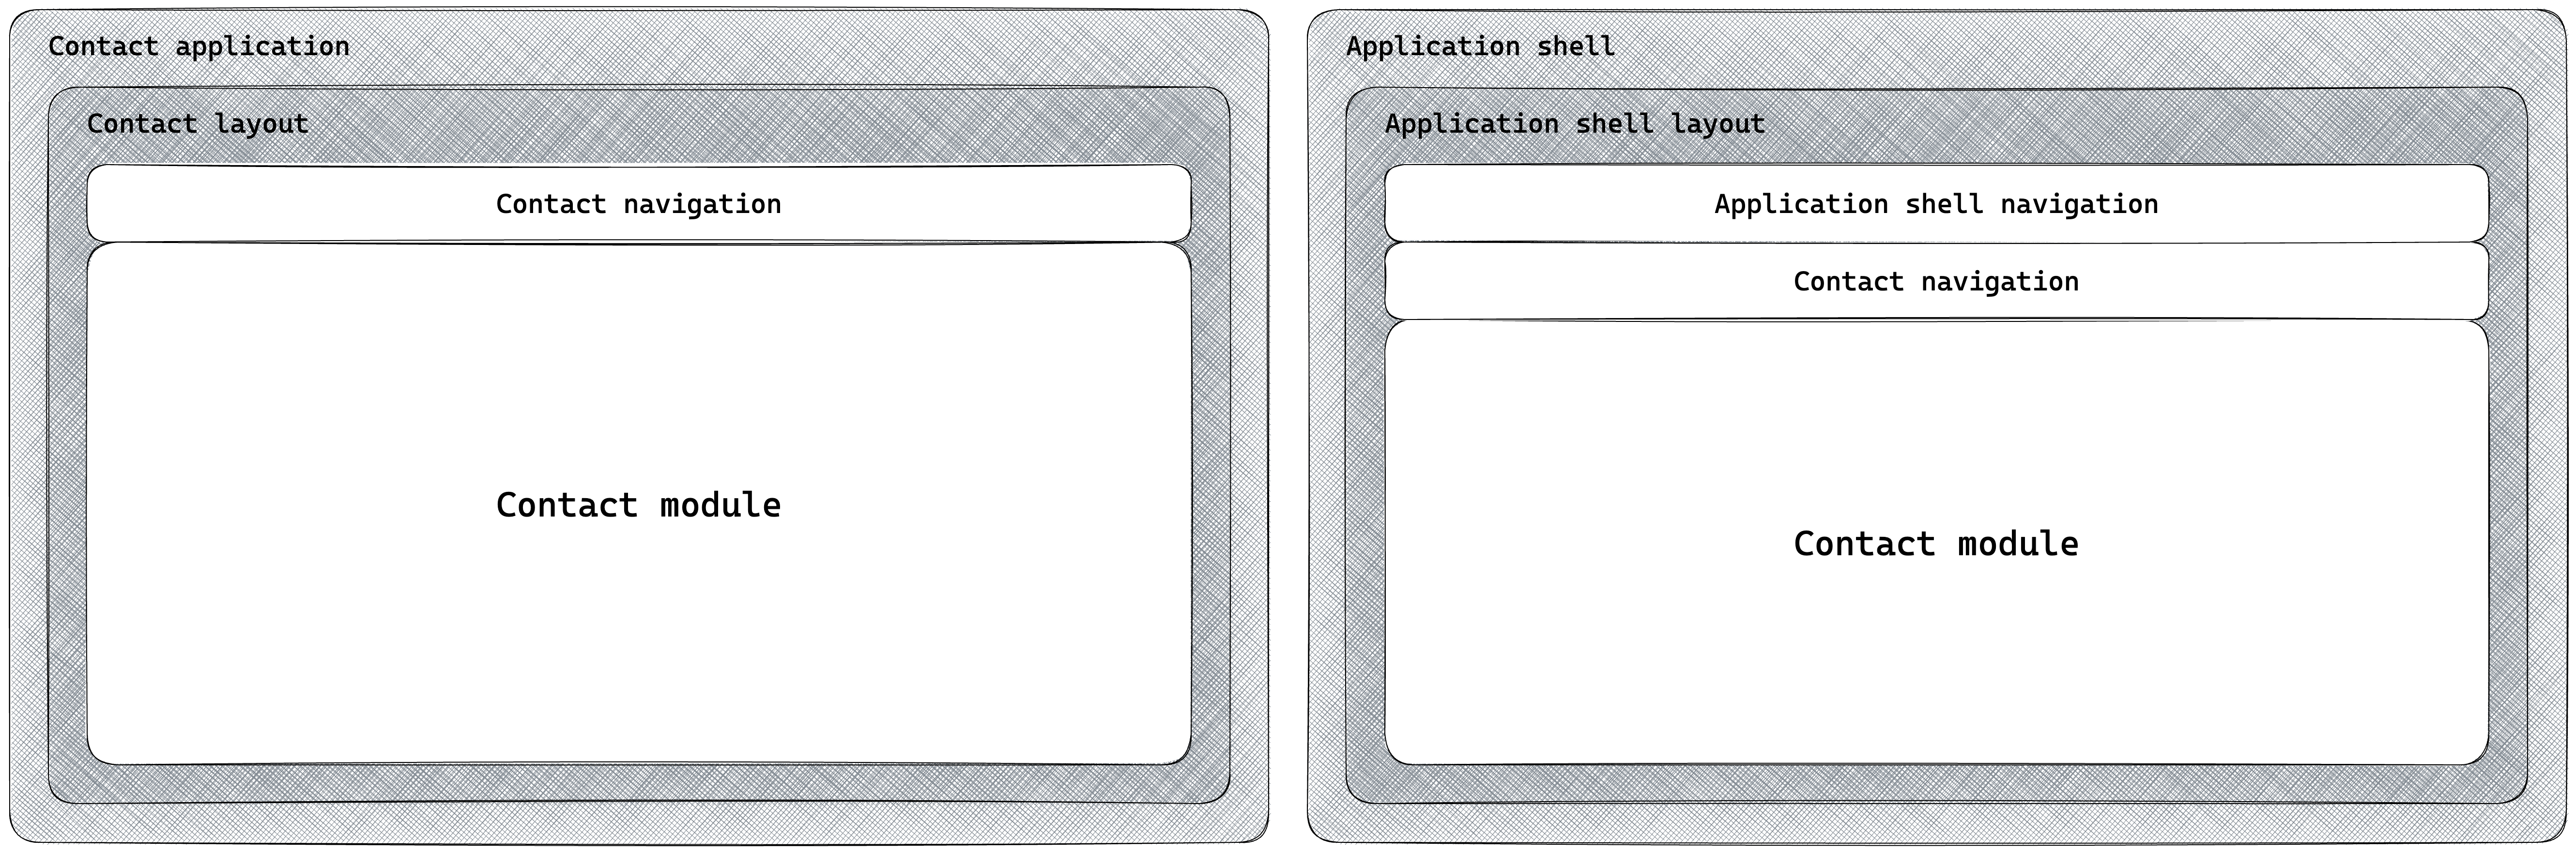 Contact application
Contact layout
Contact navigation
Contact module
Application shell
Application shell layout
Application shell navigation
Contact navigation
Contact module